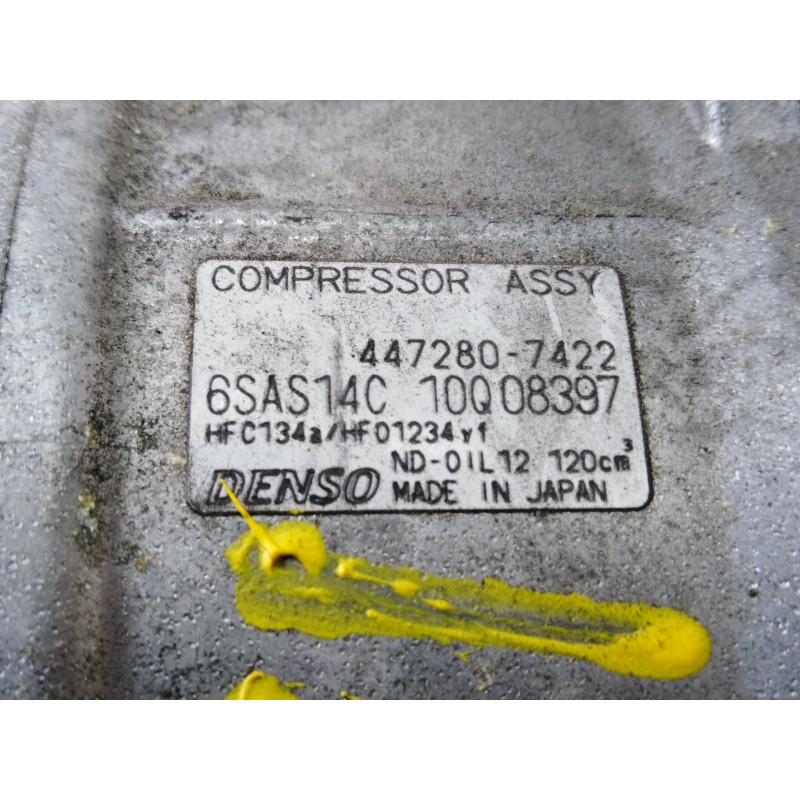 COMPRESSOR ASSY
447280-7422
6SAS14C 10Q08397
HFC134a/HFO1234yf
ND-OIL12 120cm³
DENSO MADE IN JAPAN